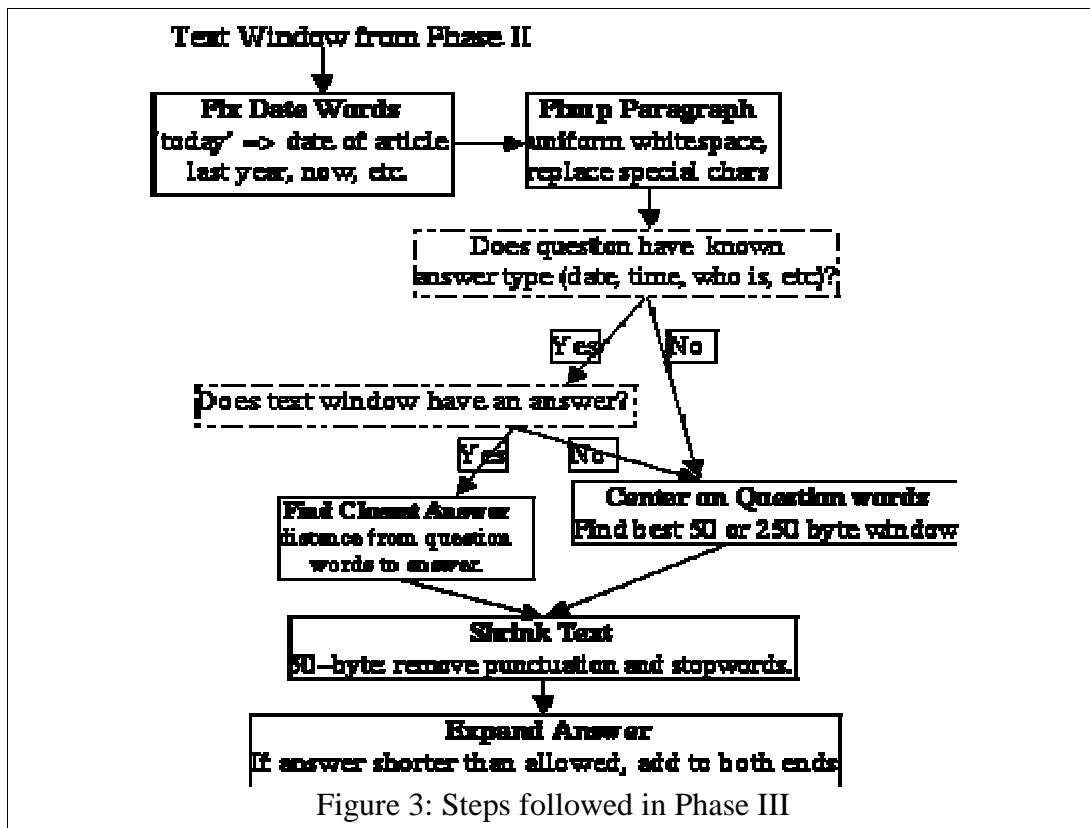 Text Window from Phase II
Fix Date Words
'today' => date of article
last year, now, etc.
Fixup Paragraph
uniform whitespace,
replace special chars
Does question have known
answer type (date, time, who is, etc)?
Yes
No
Does text window have an answer?
Yes
No
Find Closest Answer
distance from question
words to answer.
Center on Question words
Find best 50 or 250 byte window
Shrink Text
50-byte: remove punctuation and stopwords.
Expand Answer
If answer shorter than allowed, add to both ends
Figure 3: Steps followed in Phase III